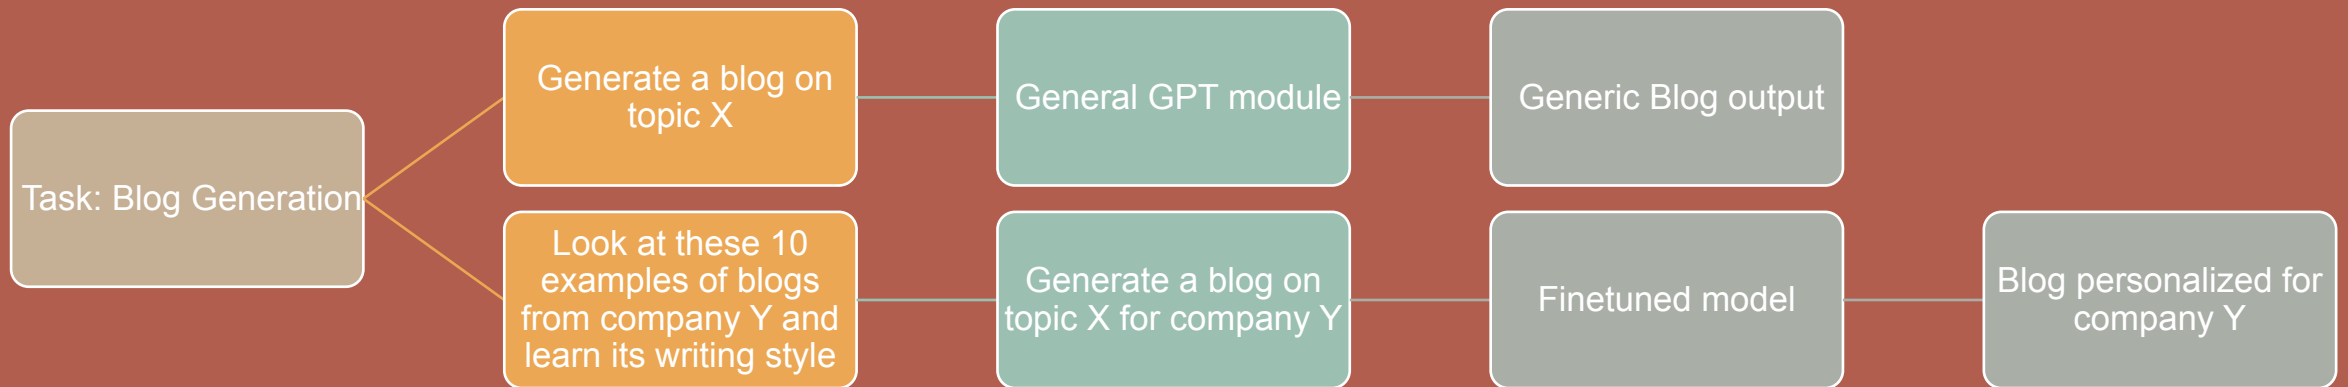 Task: Blog Generation
Generate a blog on
topic X
General GPT module
Generic Blog output
Look at these 10
examples of blogs
from company Y and
learn its writing style
Generate a blog on
topic X for company Y
Finetuned model
Blog personalized for
company Y